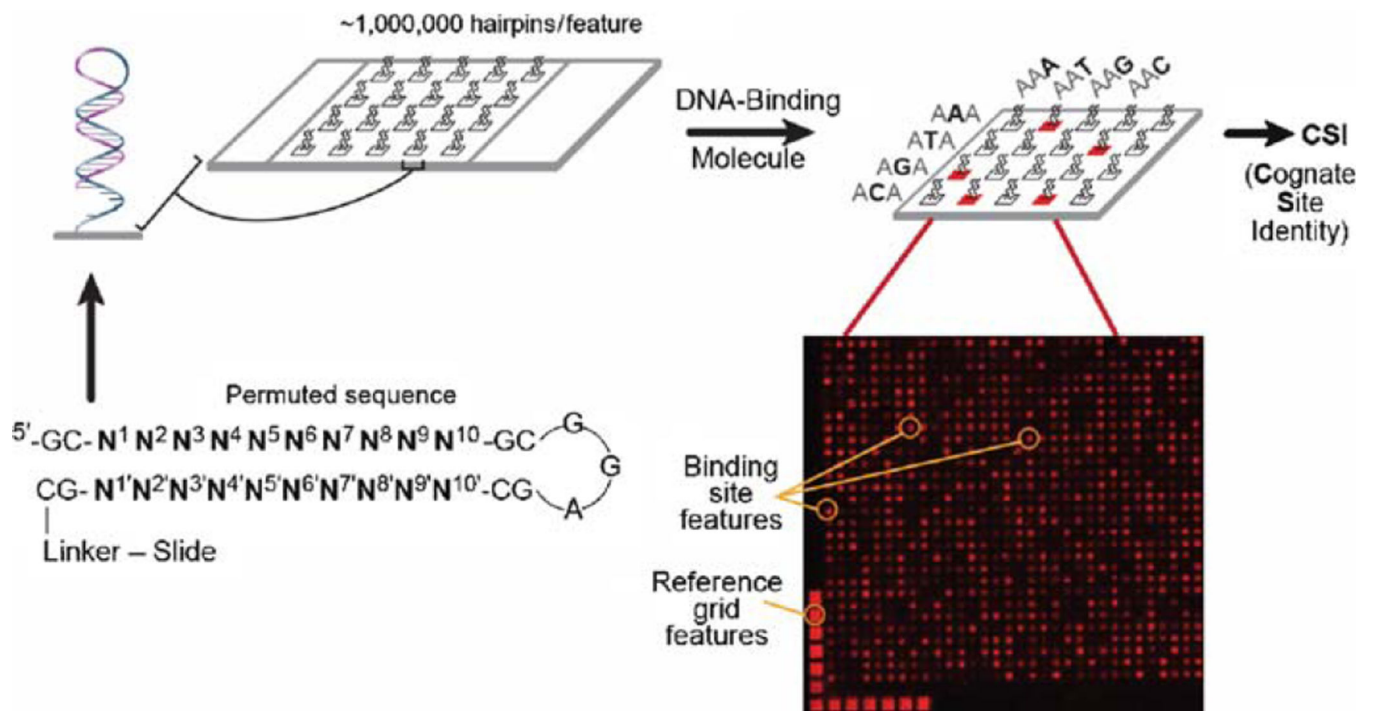 ~1,000,000 hairpins/feature
DNA-Binding
Molecule
AAA
AAT
AAG
AAC
AAA
ATA
AGA
ACA
CSI
(Cognate
Site
Identity)
Permuted sequence
5'-GC-N¹ N² N³ N⁴ N⁵ N⁶ N⁷ N⁸ N⁹ N¹⁰-GC
G
G
A
CG-N¹'N²'N³'N⁴'N⁵'N⁶'N⁷'N⁸'N⁹'N¹⁰'-CG
Linker – Slide
Binding
site
features
Reference
grid
features